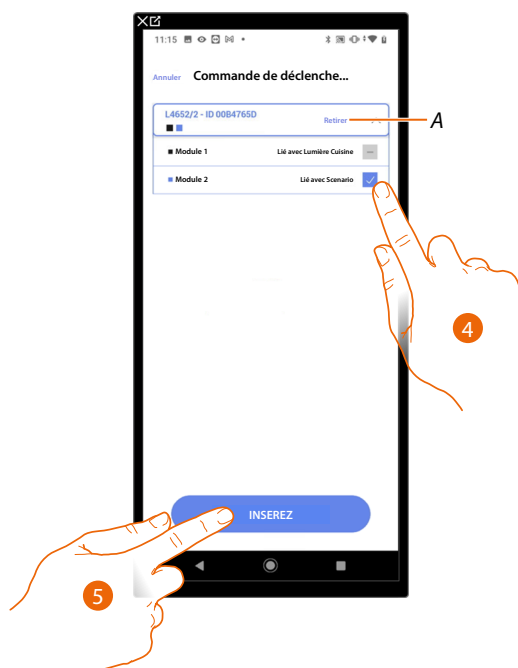 11:15
Annuler Commande de déclenche...
L4652/2 - ID 00B4765D Retirer A
Module 1 Lié avec Lumière Cuisine
Module 2 Lié avec Scenario
4
INSEREZ
5